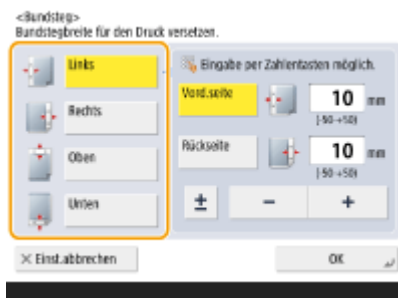 <Bundsteg>
Bundstegbreite für den Druck versetzen.
Links
Rechts
Oben
Unten
Eingabe per Zahlentasten möglich.
Vord.seite
10 mm
(-50-+50)
Rückseite
10 mm
(-50-+50)
±
−
+
× Einst.abbrechen
OK